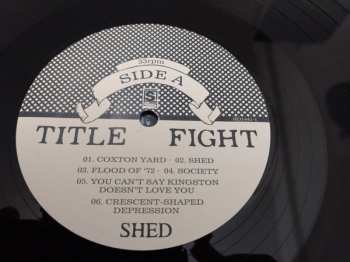 33rpm
SIDE A
S
TITLE FIGHT
01. COXTON YARD · 02. SHED
03. FLOOD OF '72 · 04. SOCIETY
05. YOU CAN'T SAY KINGSTON
DOESN'T LOVE YOU
06. CRESCENT-SHAPED
DEPRESSION
SHED